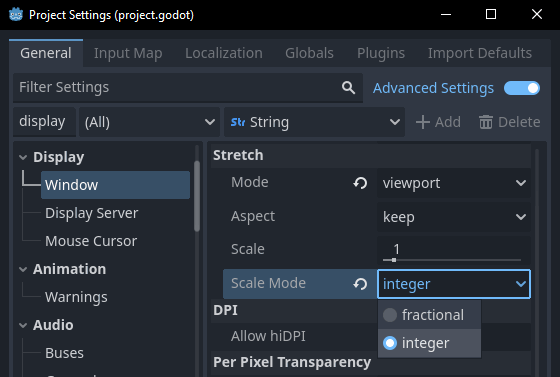 Project Settings (project.godot)
General Input Map Localization Globals Plugins Import Defaults
Filter Settings Advanced Settings
display (All) Str String Add Delete
Display
Window
Display Server
Mouse Cursor
Animation
Warnings
Audio
Buses
Stretch
Mode viewport
Aspect keep
Scale 1
Scale Mode integer
fractional
integer
DPI
Allow hiDPI
Per Pixel Transparency